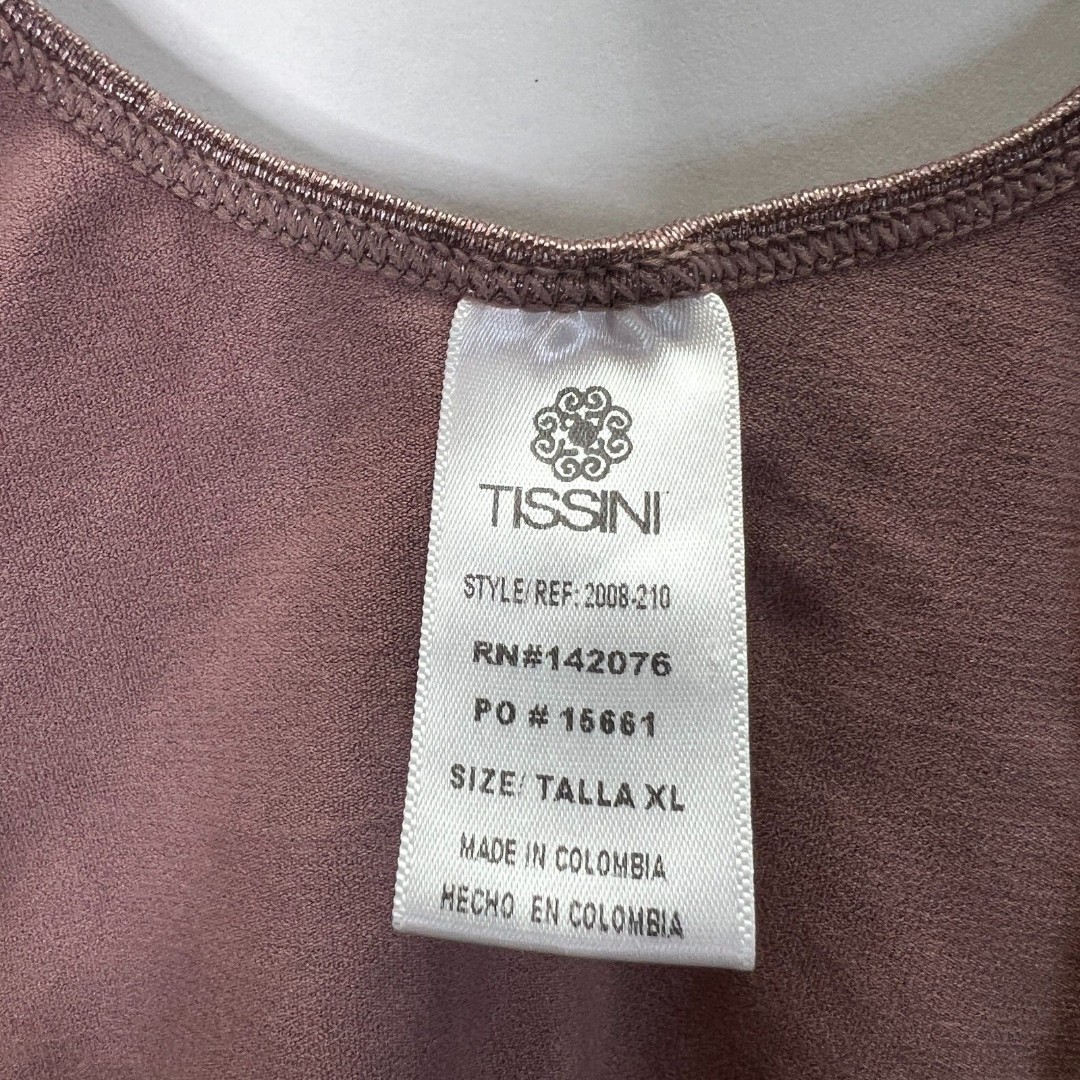 TISSINI
STYLE/REF: 2008-210
RN#142076
PO # 15661
SIZE/ TALLA XL
MADE IN COLOMBIA
HECHO EN COLOMBIA